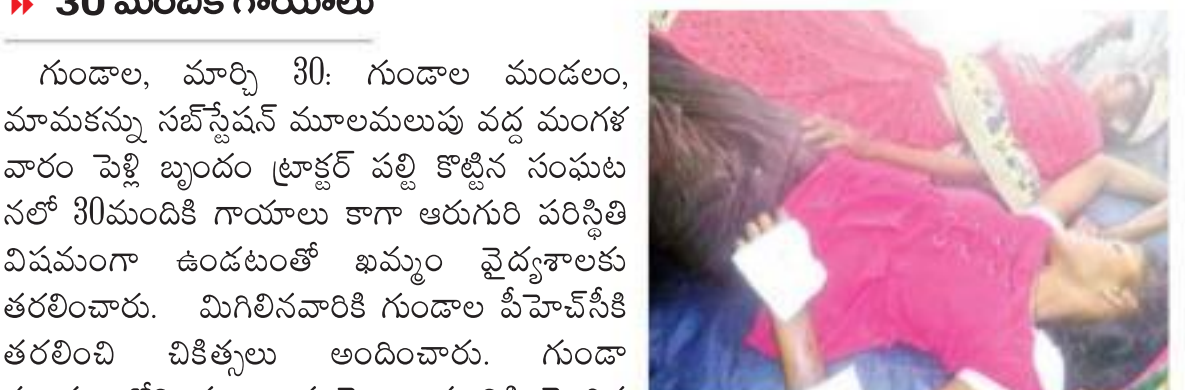 30 మందికి గాయాలు
గుండాల, మార్చి 30: గుండాల మండలం,
మామకన్ను సబ్‌స్టేషన్ మూలమలుపు వద్ద మంగళ
వారం పెళ్లి బృందం ట్రాక్టర్ పల్టి కొట్టిన సంఘట
నలో 30మందికి గాయాలు కాగా ఆరుగురి పరిస్థితి
విషమంగా ఉండటంతో ఖమ్మం వైద్యశాలకు
తరలించారు. మిగిలినవారికి గుండాల పీహెచ్‌సీకి
తరలించి చికిత్సలు అందించారు. గుండా